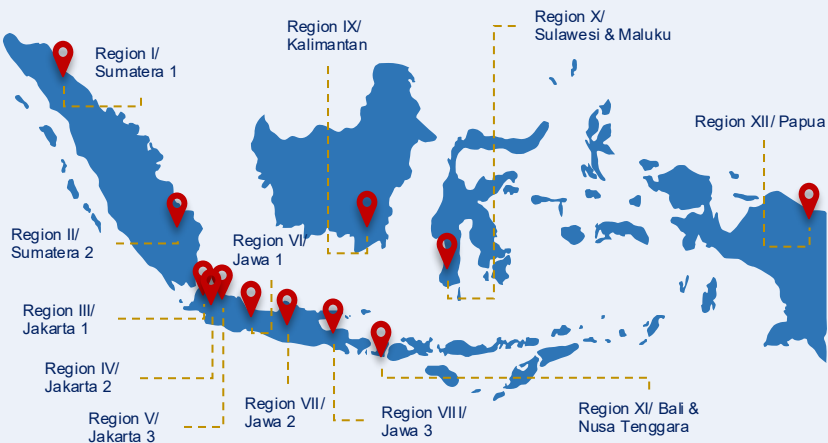 Region I/
Sumatera 1
Region IX/
Kalimantan
Region X/
Sulawesi & Maluku
Region XII/ Papua
Region II/
Sumatera 2
Region VI/
Jawa 1
Region III/
Jakarta 1
Region IV/
Jakarta 2
Region V/
Jakarta 3
Region VII/
Jawa 2
Region VIII/
Jawa 3
Region XI/ Bali &
Nusa Tenggara